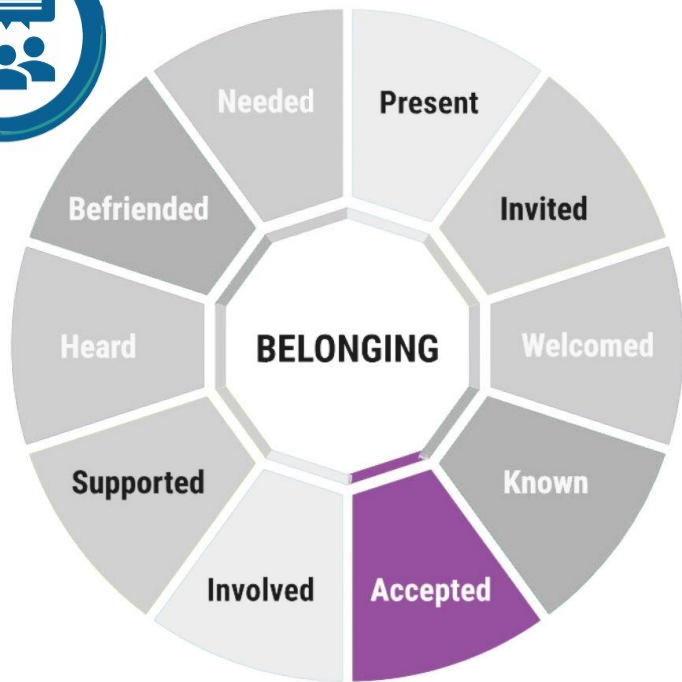 Needed
Present
Befriended
Invited
Heard
BELONGING
Welcomed
Supported
Known
Involved
Accepted